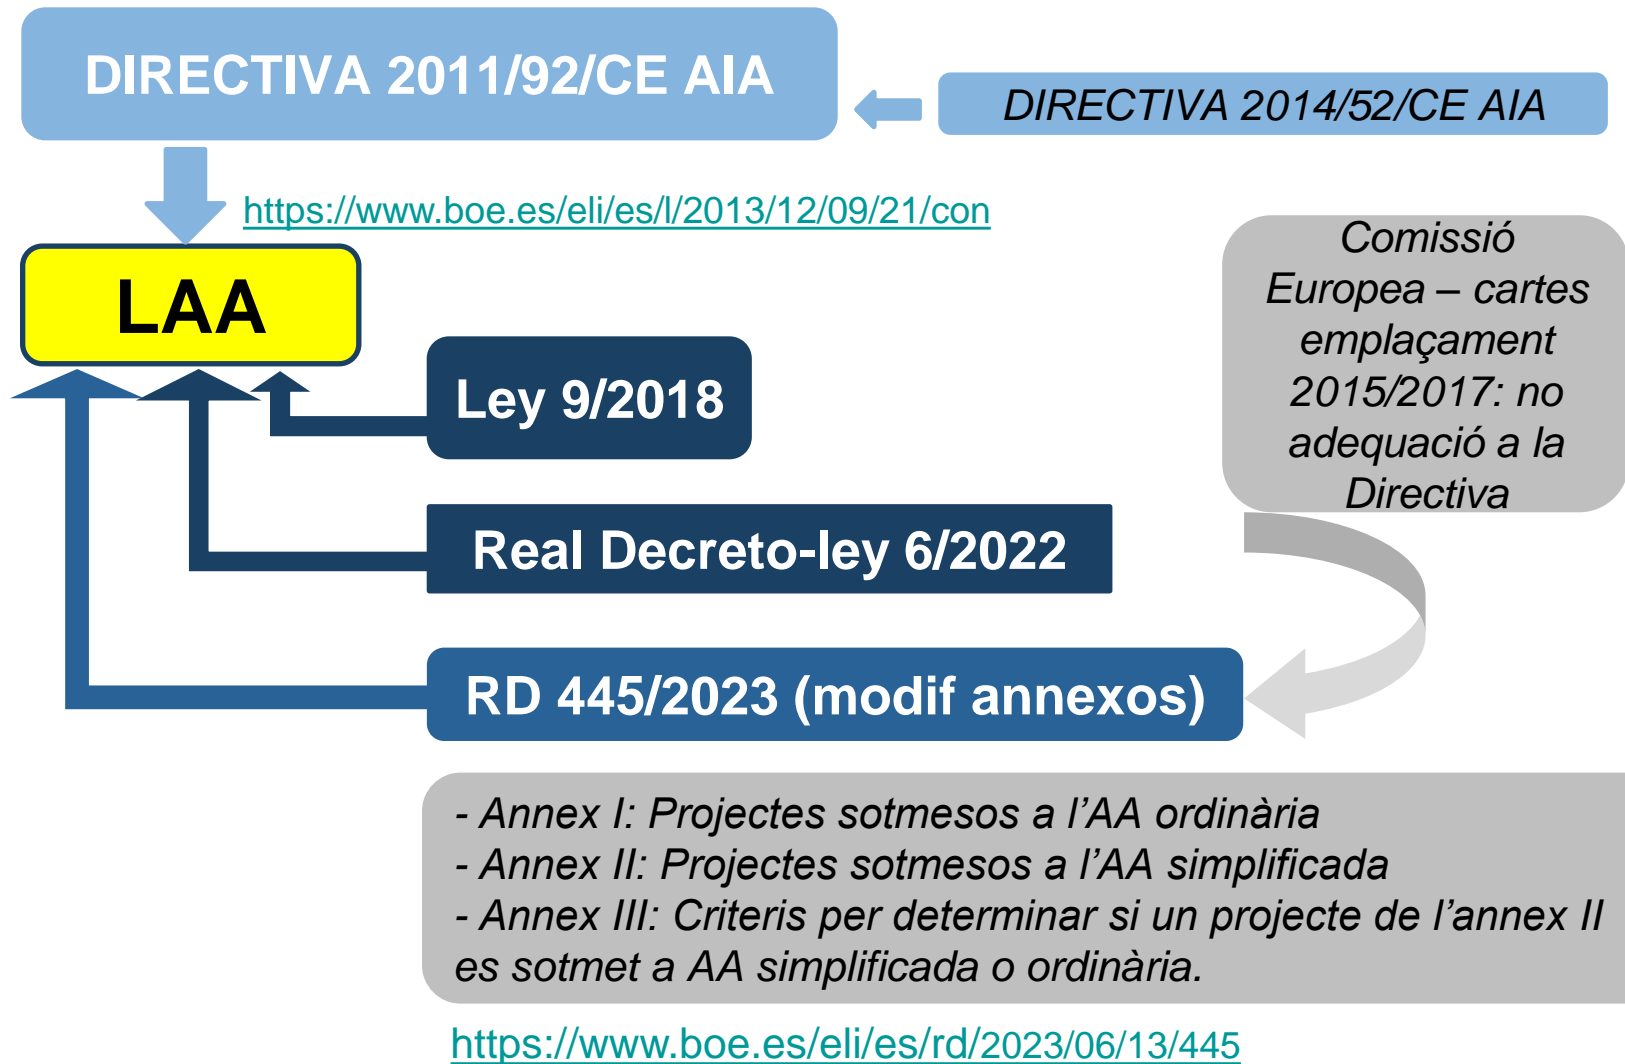 DIRECTIVA 2011/92/CE AIA
DIRECTIVA 2014/52/CE AIA
https://www.boe.es/eli/es/l/2013/12/09/21/con
LAA
Comissió
Europea – cartes
emplaçament
2015/2017: no
adequació a la
Directiva
Ley 9/2018
Real Decreto-ley 6/2022
RD 445/2023 (modif annexos)
- Annex I: Projectes sotmesos a l’AA ordinària
- Annex II: Projectes sotmesos a l’AA simplificada
- Annex III: Criteris per determinar si un projecte de l’annex II
es sotmet a AA simplificada o ordinària.
https://www.boe.es/eli/es/rd/2023/06/13/445